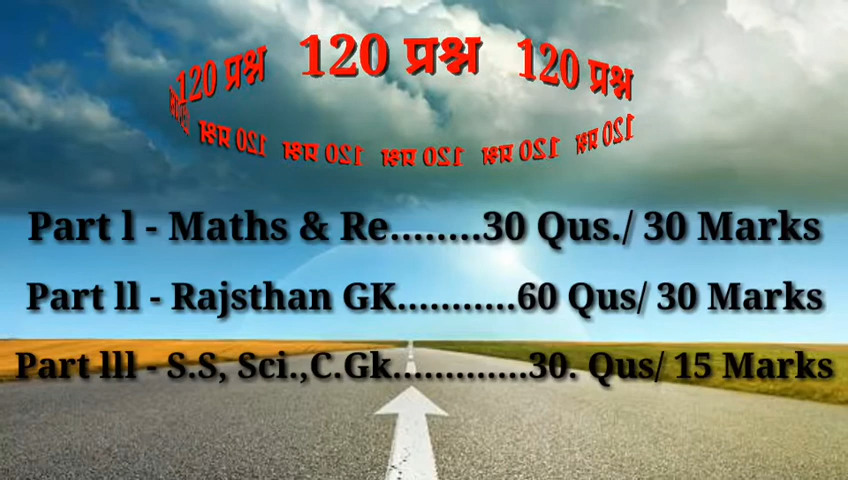 120 प्रश्न 120 प्रश्न 120 प्रश्न
120 प्रश्न 120 प्रश्न 120 प्रश्न 120 प्रश्न 120 प्रश्न
Part l - Maths & Re........30 Qus./ 30 Marks
Part ll - Rajsthan GK...........60 Qus/ 30 Marks
Part lll - S.S, Sci.,C.Gk.............30. Qus/ 15 Marks